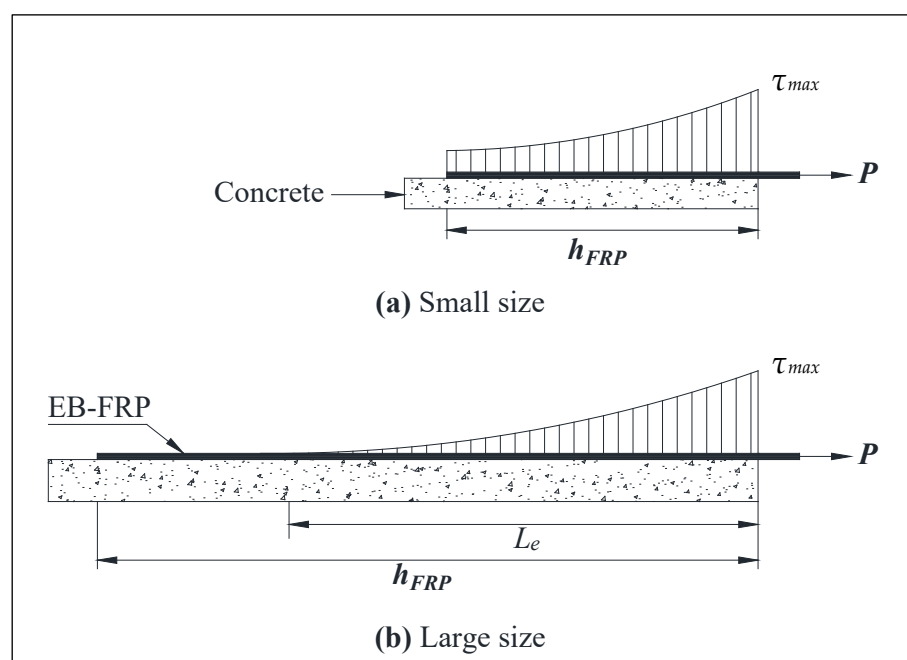 τmax
P
Concrete
hFRP
(a) Small size
τmax
EB-FRP
P
Le
hFRP
(b) Large size